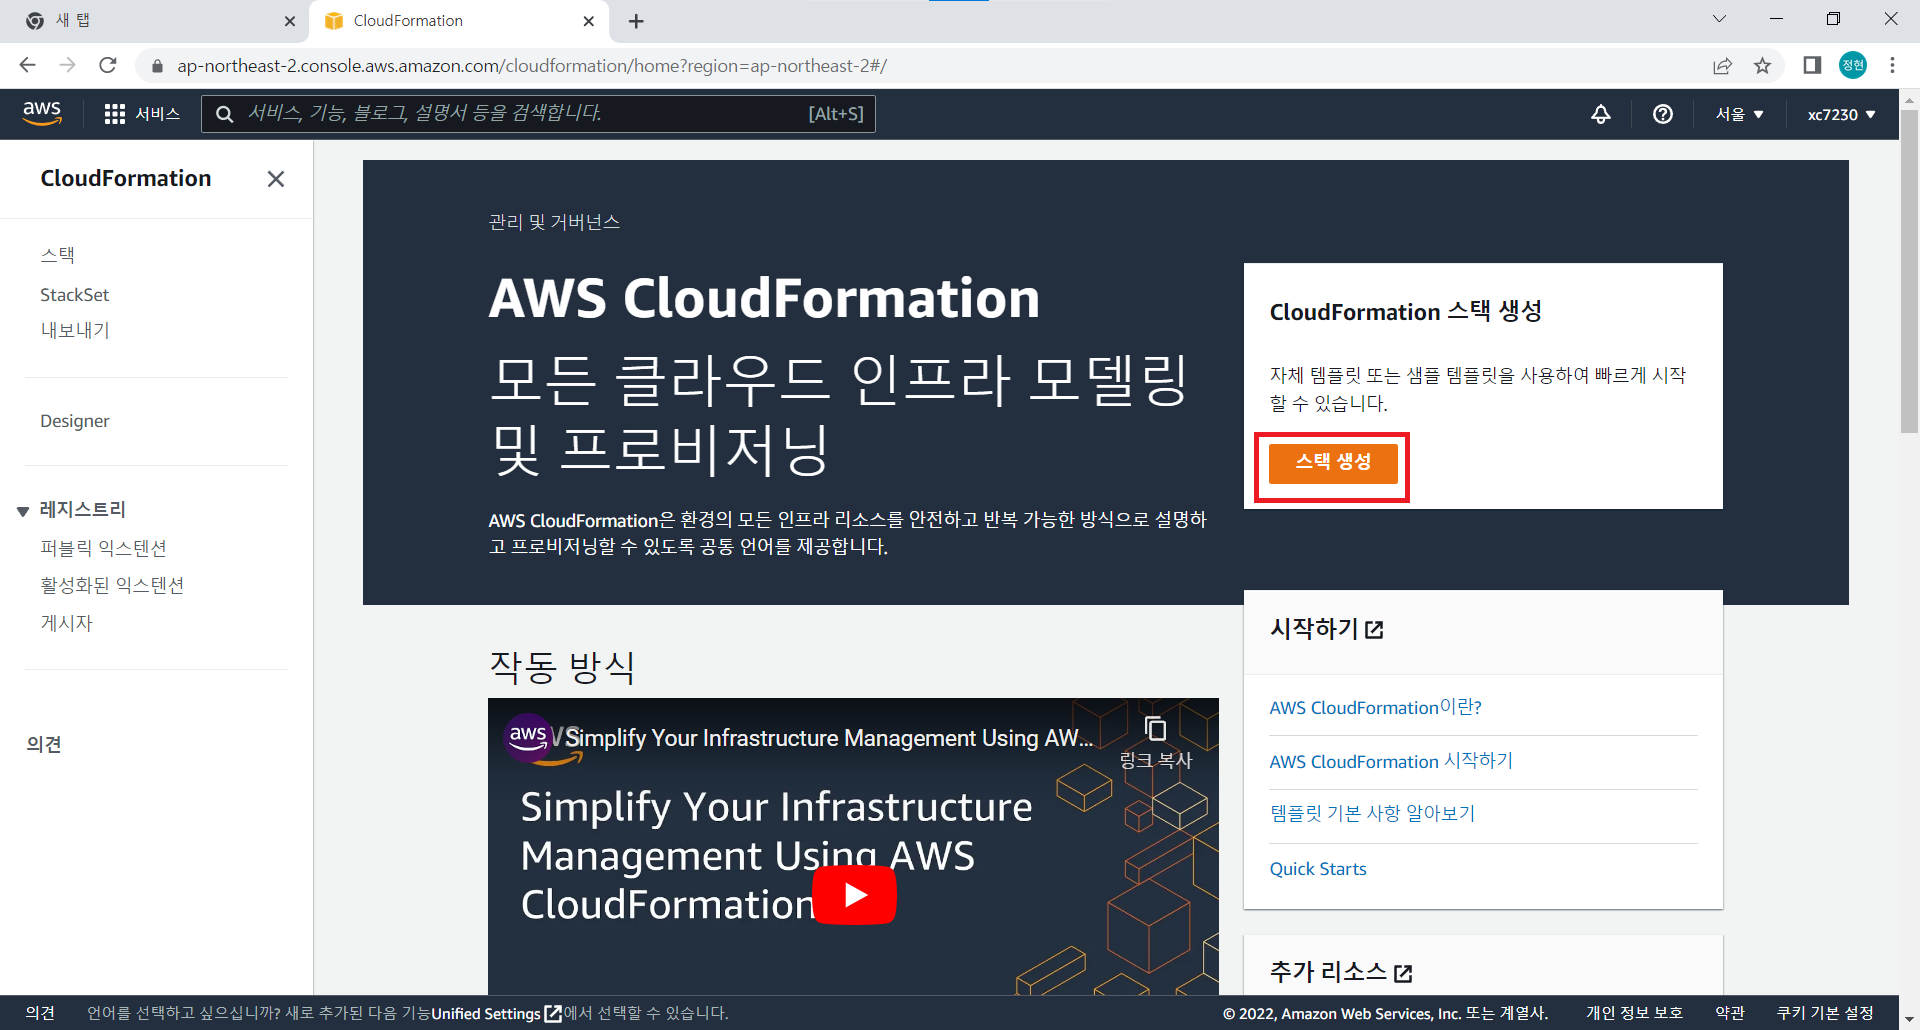 새 탭
CloudFormation
ap-northeast-2.console.aws.amazon.com/cloudformation/home?region=ap-northeast-2#/
정현
aws
서비스
서비스, 기능, 블로그, 설명서 등을 검색합니다.
[Alt+S]
서울
xc7230
CloudFormation
스택
StackSet
내보내기
Designer
레지스트리
퍼블릭 익스텐션
활성화된 익스텐션
게시자
의견
관리 및 거버넌스
AWS CloudFormation
모든 클라우드 인프라 모델링
및 프로비저닝
AWS CloudFormation은 환경의 모든 인프라 리소스를 안전하고 반복 가능한 방식으로 설명하
고 프로비저닝할 수 있도록 공통 언어를 제공합니다.
CloudFormation 스택 생성
자체 템플릿 또는 샘플 템플릿을 사용하여 빠르게 시작
할 수 있습니다.
스택 생성
작동 방식
aws
Simplify Your Infrastructure Management Using AW...
링크 복사
Simplify Your Infrastructure
Management Using AWS
CloudFormation
시작하기
AWS CloudFormation이란?
AWS CloudFormation 시작하기
템플릿 기본 사항 알아보기
Quick Starts
추가 리소스
의견
언어를 선택하고 싶으십니까? 새로 추가된 다음 기능Unified Settings에서 선택할 수 있습니다.
© 2022, Amazon Web Services, Inc. 또는 계열사.
개인 정보 보호
약관
쿠키 기본 설정